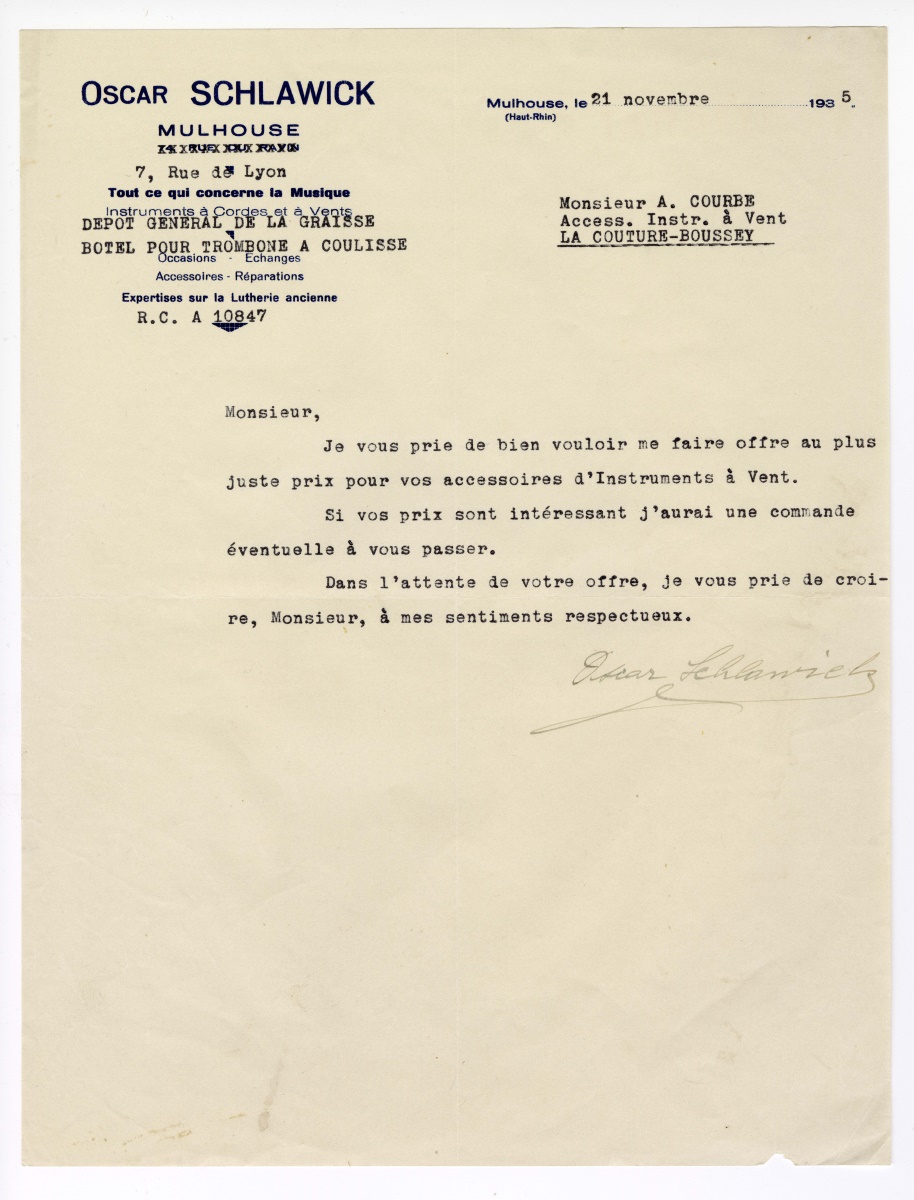 OSCAR SCHLAWICK
MULHOUSE
7, Rue de Lyon
Tout ce qui concerne la Musique
Instruments à Cordes et à Vents
DEPOT GENERAL DE LA GRAISSE
BOTEL POUR TROMBONE A COULISSE
Occasions - Echanges
Accessoires - Réparations
Expertises sur la Lutherie ancienne
R.C. A 10847
Mulhouse, le 21 novembre 1935.
(Haut-Rhin)
Monsieur A. COURBE
Access. Instr. à Vent
LA COUTURE-BOUSSEY
Monsieur,
Je vous prie de bien vouloir me faire offre au plus
juste prix pour vos accessoires d'Instruments à Vent.
Si vos prix sont intéressant j'aurai une commande
éventuelle à vous passer.
Dans l'attente de votre offre, je vous prie de croi-
re, Monsieur, à mes sentiments respectueux.
Oscar Schlawick